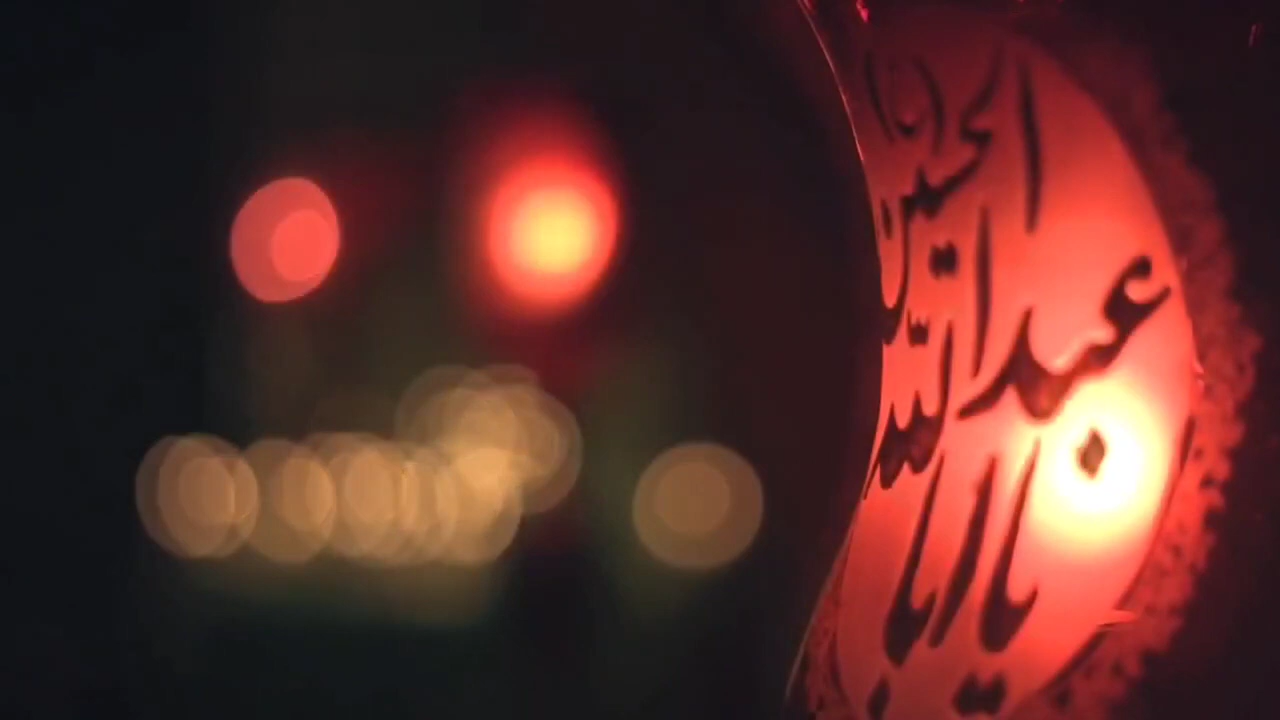 یا ابا
عبدالله
الحسین